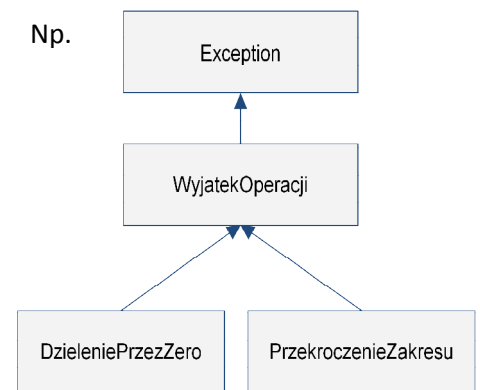 Np.
Exception
WyjatekOperacji
DzieleniePrzezZero
PrzekroczenieZakresu